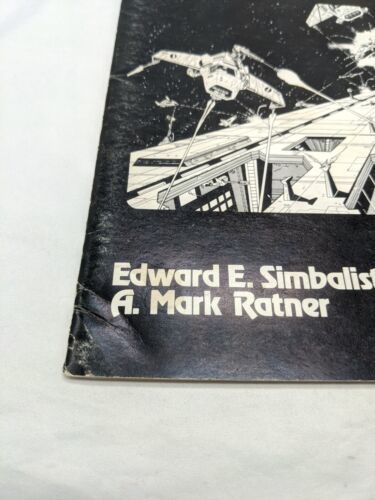 Edward E. Simbalist
A. Mark Ratner